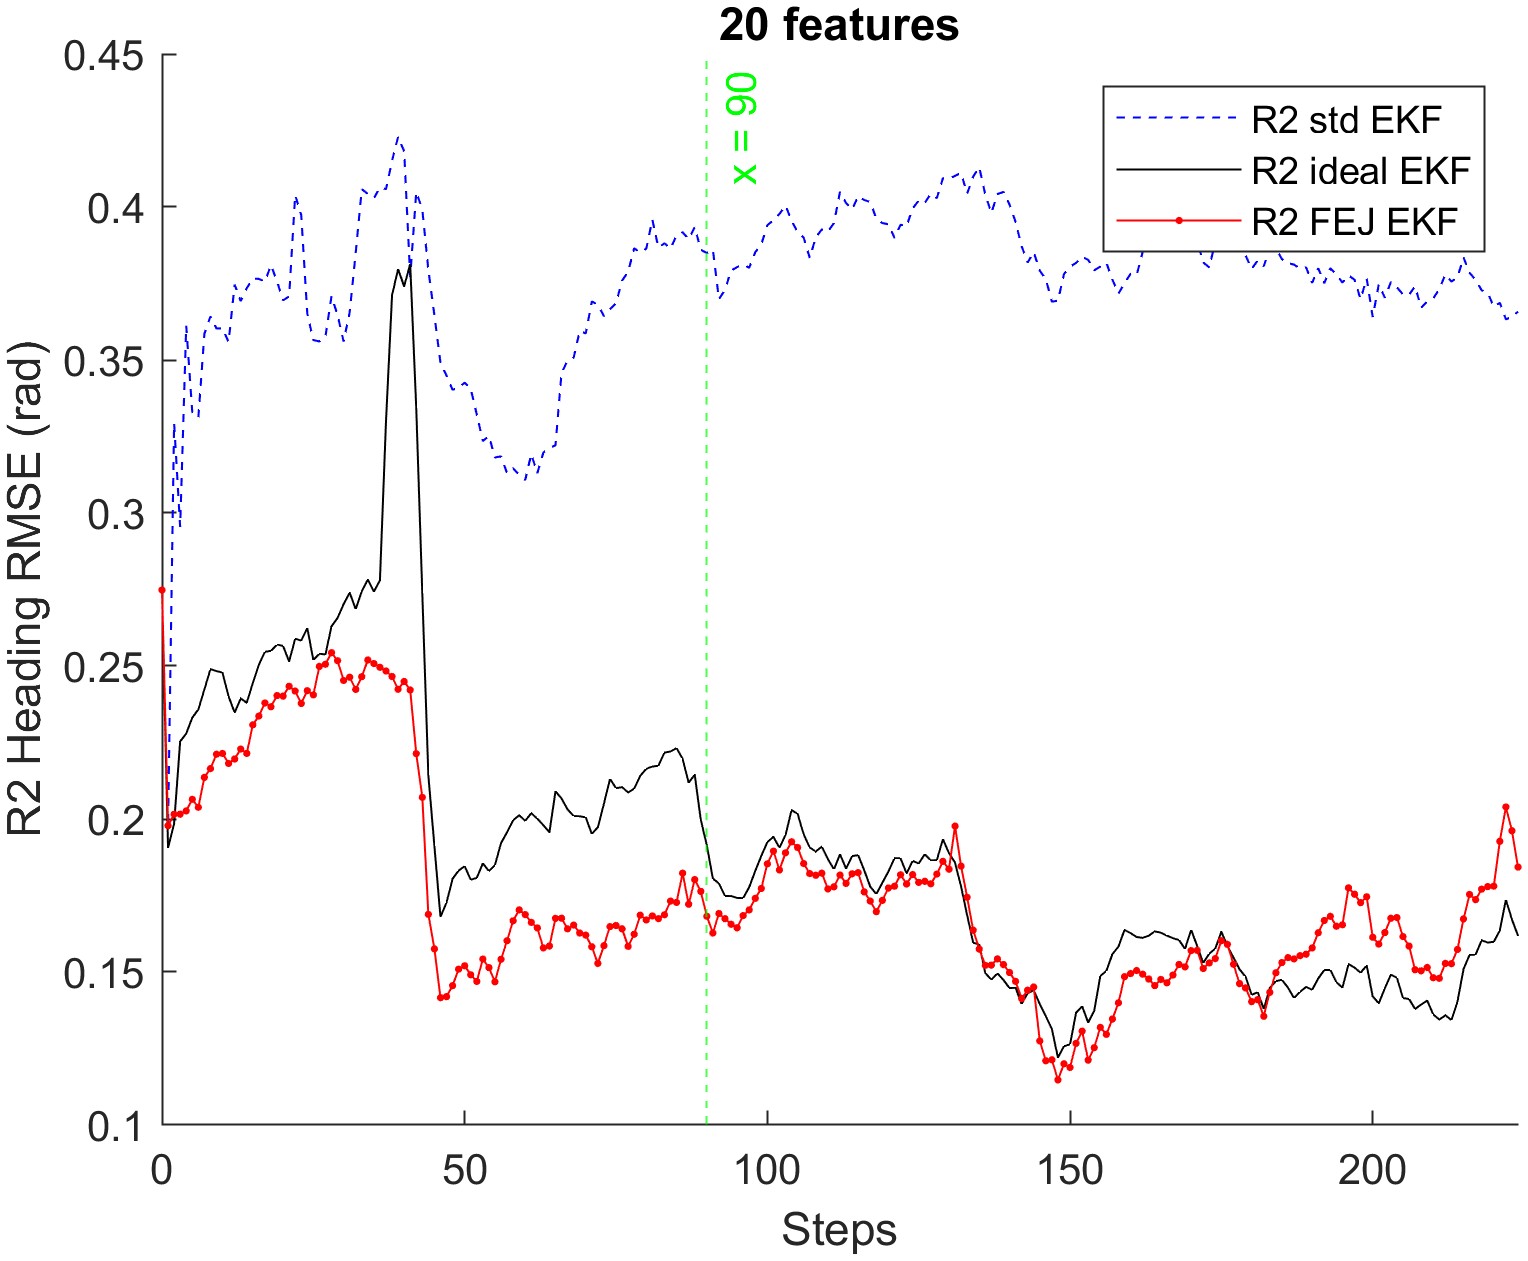 20 features
R2 Heading RMSE (rad)
0.45
0.4
0.35
0.3
0.25
0.2
0.15
0.1
x = 90
R2 std EKF
R2 ideal EKF
R2 FEJ EKF
0
50
100
150
200
Steps